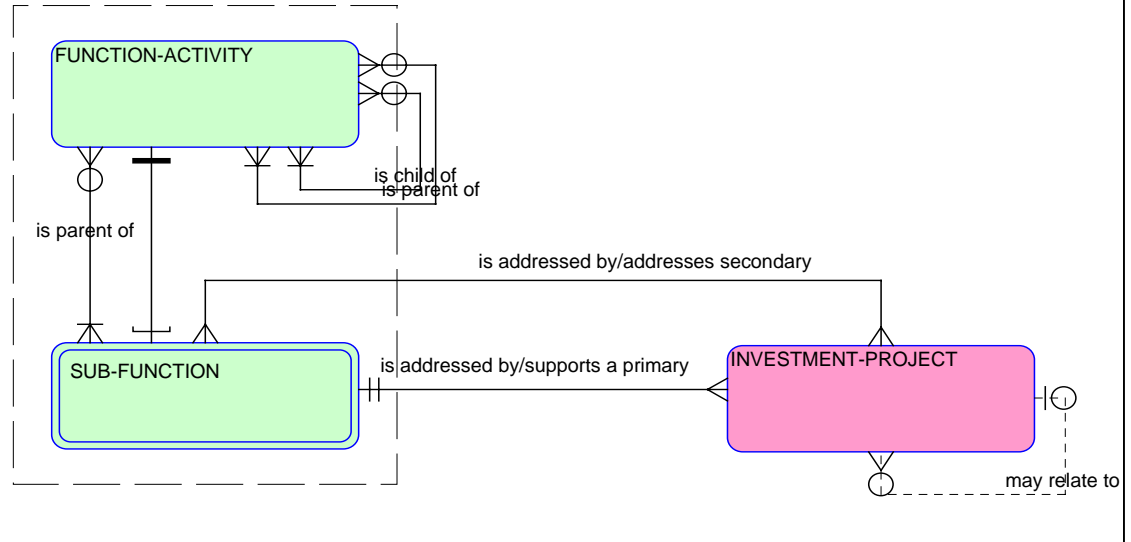 FUNCTION-ACTIVITY
is child of
is parent of
is parent of
is addressed by/addresses secondary
is addressed by/supports a primary
INVESTMENT-PROJECT
SUB-FUNCTION
may relate to